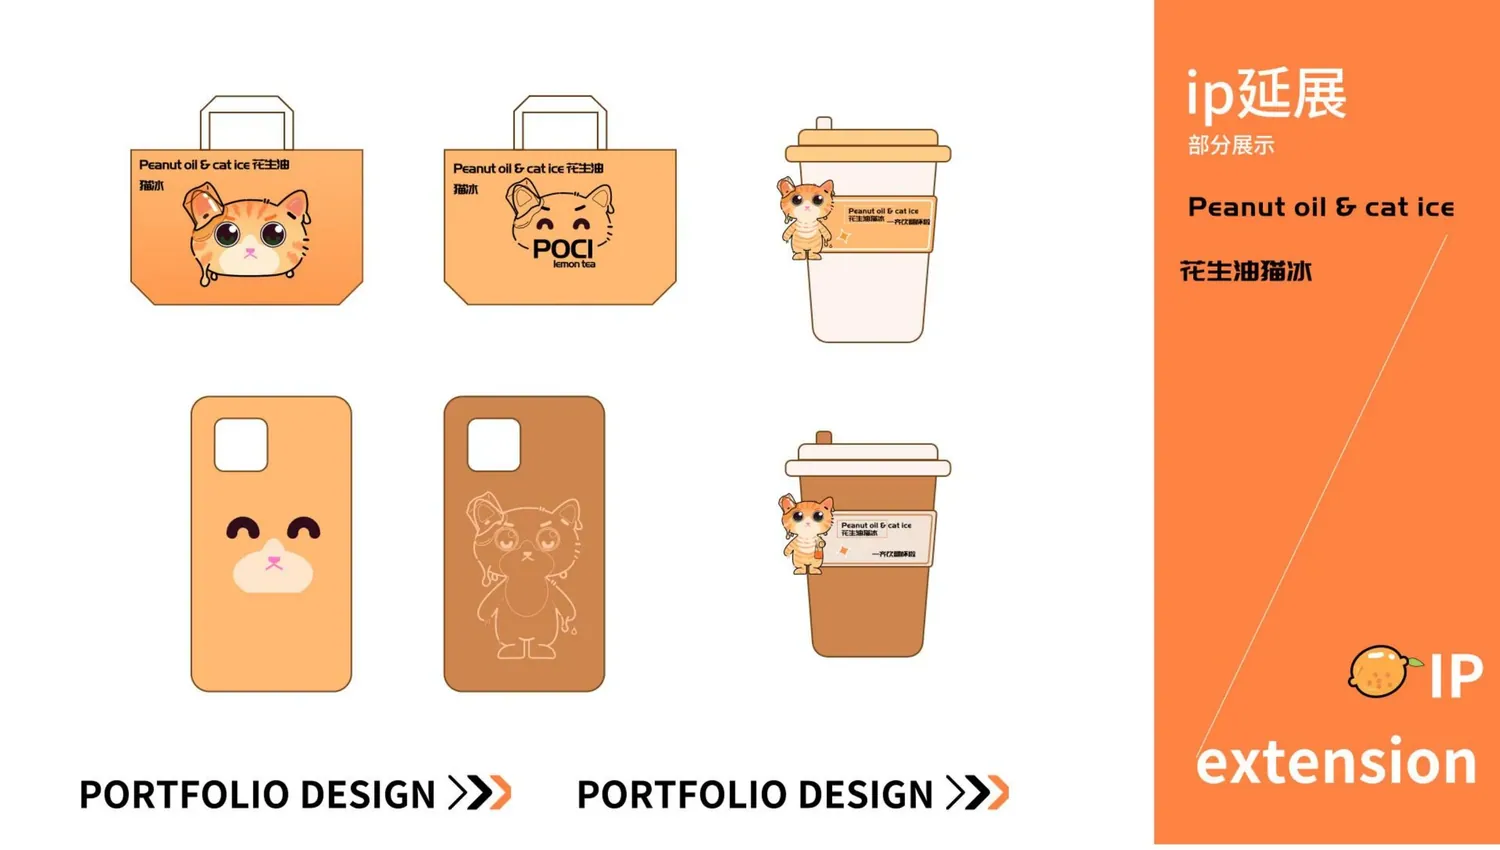 Peanut oil & cat ice 花生油
猫冰
Peanut oil & cat ice 花生油
猫冰
POCI
lemon tea
Peanut oil & cat ice
花生油猫冰
Peanut oil & cat ice
花生油猫冰
PORTFOLIO DESIGN
PORTFOLIO DESIGN
ip延展
部分展示
Peanut oil & cat ice
花生油猫冰
IP
extension